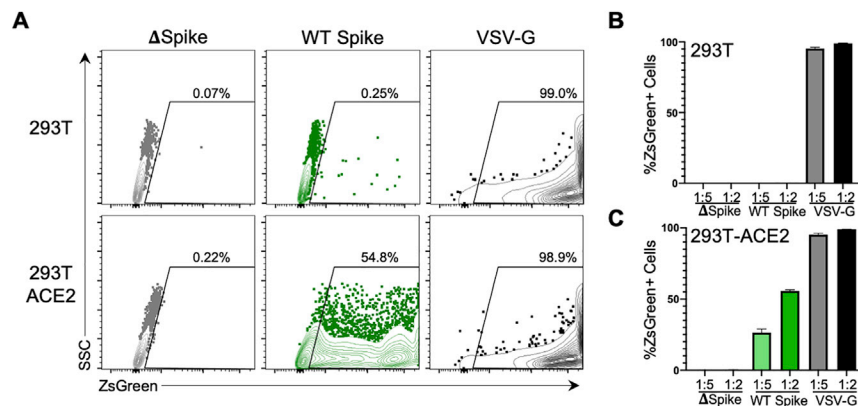 A
ΔSpike WT Spike VSV-G
293T
0.07% 0.25% 99.0%
293T
ACE2
0.22% 54.8% 98.9%
SSC
ZsGreen
B
293T
%ZsGreen+ Cells
100
50
0
1:5 1:2 1:5 1:2 1:5 1:2
ΔSpike WT Spike VSV-G
C
293T-ACE2
%ZsGreen+ Cells
100
50
0
1:5 1:2 1:5 1:2 1:5 1:2
ΔSpike WT Spike VSV-G